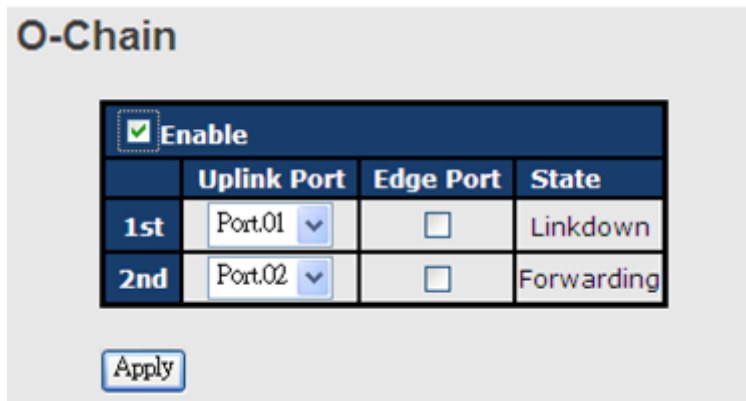 O-Chain
Enable
Uplink Port Edge Port State
1st Port.01 Linkdown
2nd Port.02 Forwarding
Apply